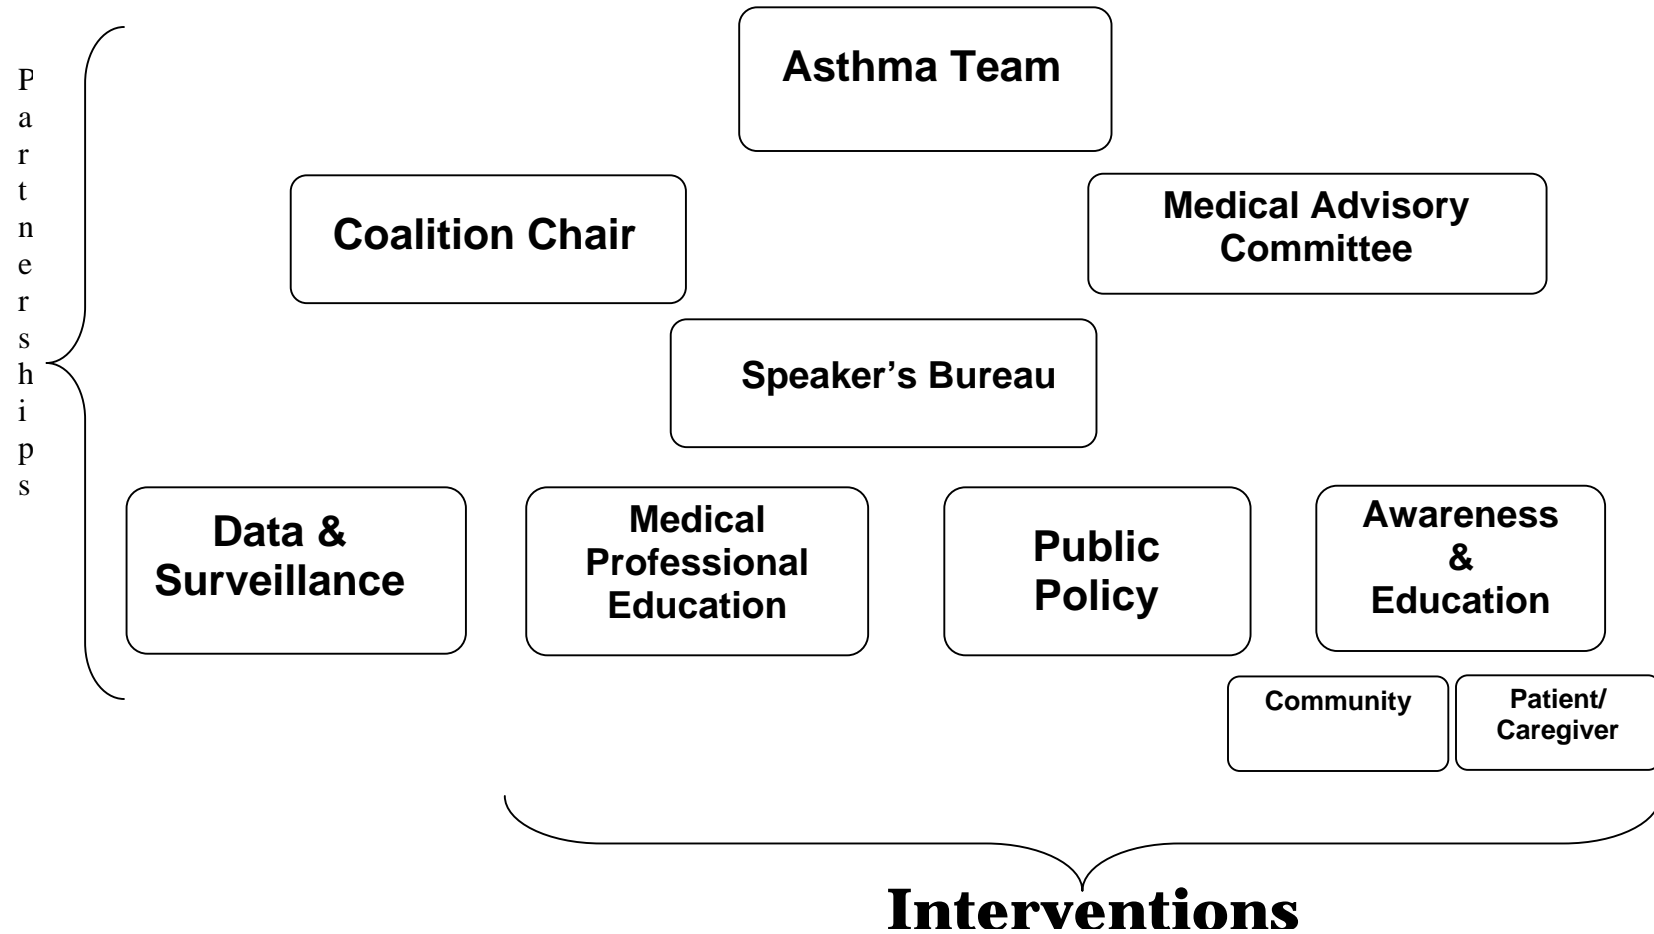 Partnerships
Asthma Team
Coalition Chair
Medical Advisory
Committee
Speaker’s Bureau
Data &
Surveillance
Medical
Professional
Education
Public
Policy
Awareness
&
Education
Community
Patient/
Caregiver
Interventions